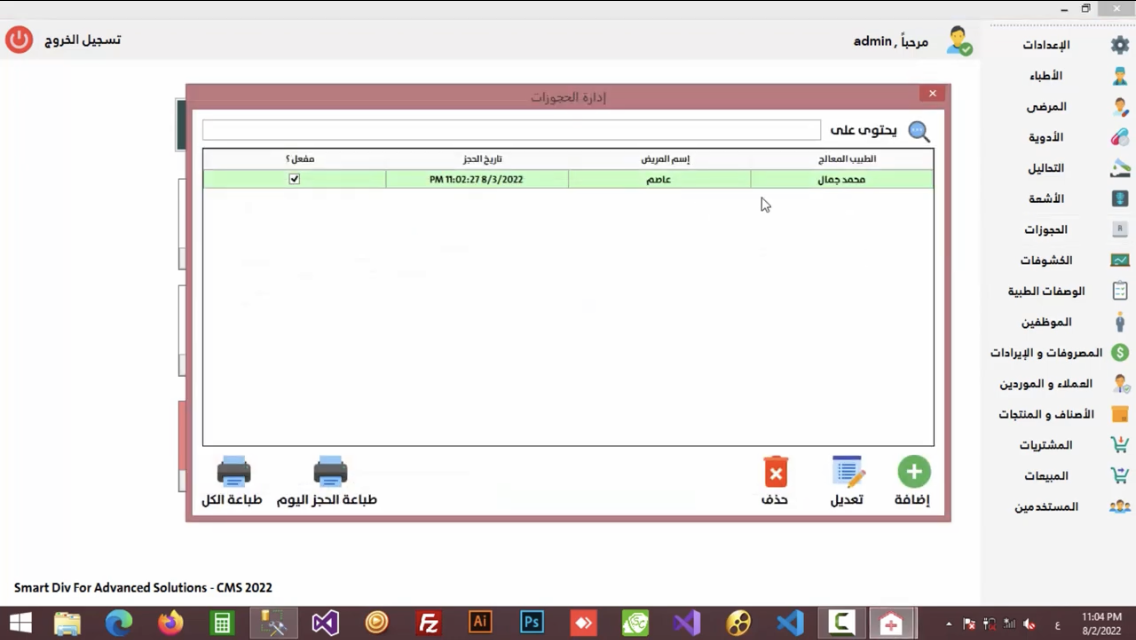 مرحباً , admin
تسجيل الخروج
الإعدادات
الأطباء
المرضى
الأدوية
التحاليل
الأشعة
الحجوزات
الكشوفات
الوصفات الطبية
الموظفين
المصروفات و الإيرادات
العملاء و الموردين
الأصناف و المنتجات
المشتريات
المبيعات
المستخدمين
إدارة الحجوزات
يحتوى على
الطبيب المعالج
إسم المريض
تاريخ الحجز
مفعل ؟
محمد جمال
عاصم
PM 11:02:27 8/3/2022
إضافة
تعديل
حذف
طباعة الحجز اليوم
طباعة الكل
Smart Div For Advanced Solutions - CMS 2022
Fz
Ai
Ps
ع
11:04 PM
8/2/2022